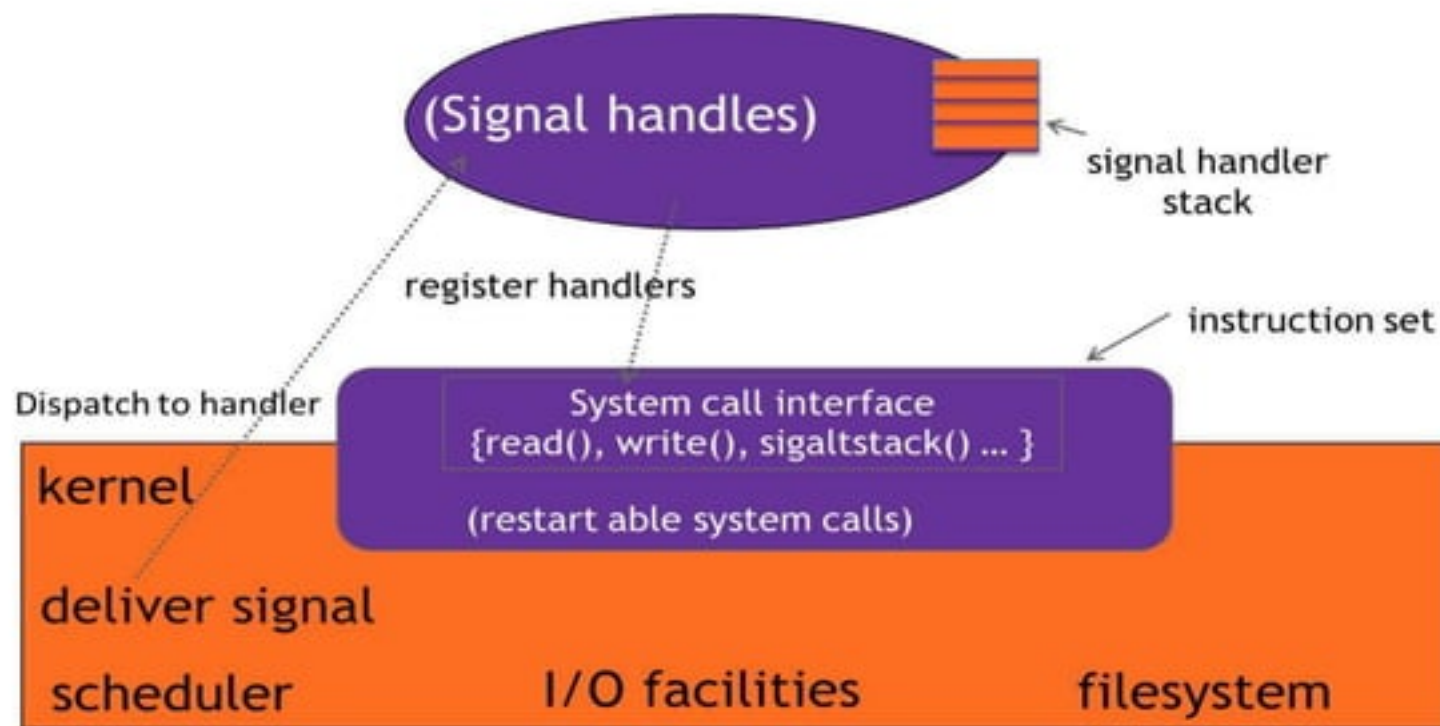 (Signal handles)
signal handler
stack
register handlers
instruction set
Dispatch to handler
System call interface
{read(), write(), sigaltstack() ... }
kernel
(restart able system calls)
deliver signal
scheduler
I/O facilities
filesystem